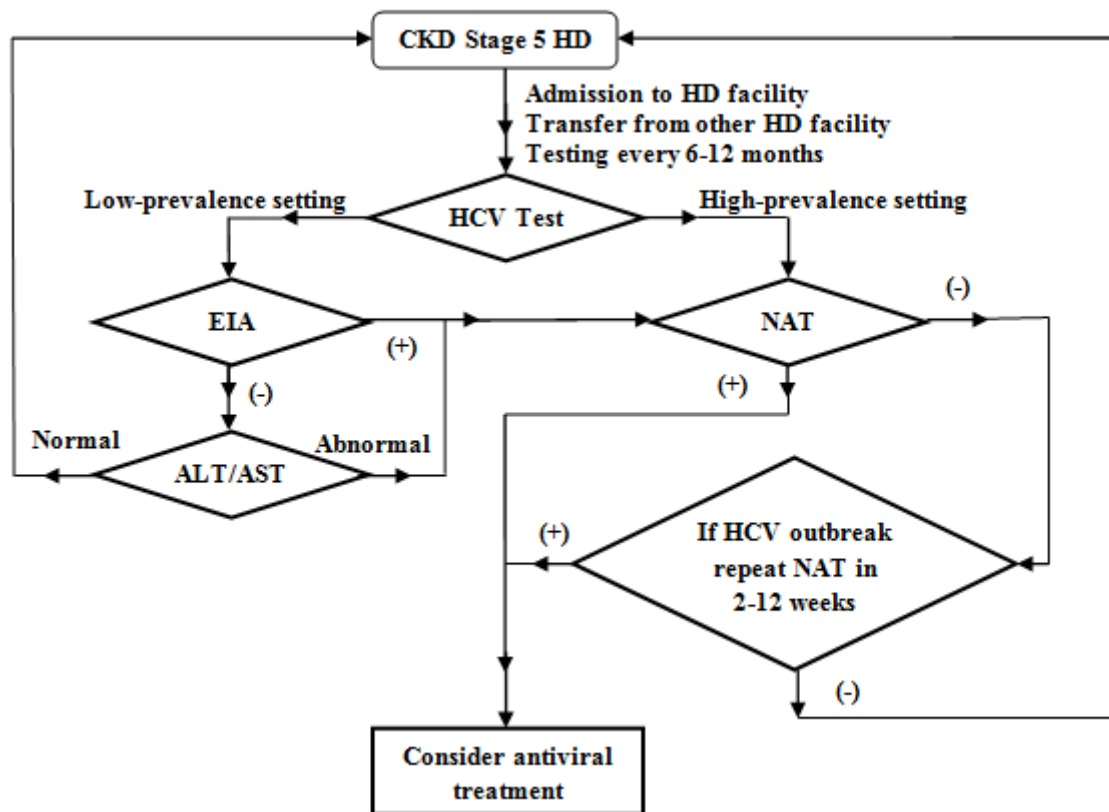 CKD Stage 5 HD
Admission to HD facility
Transfer from other HD facility
Testing every 6-12 months
Low-prevalence setting
High-prevalence setting
HCV Test
(-)
EIA
NAT
(+)
(+)
(-)
Normal
Abnormal
ALT/AST
(+)
If HCV outbreak
repeat NAT in
2-12 weeks
(-)
Consider antiviral
treatment